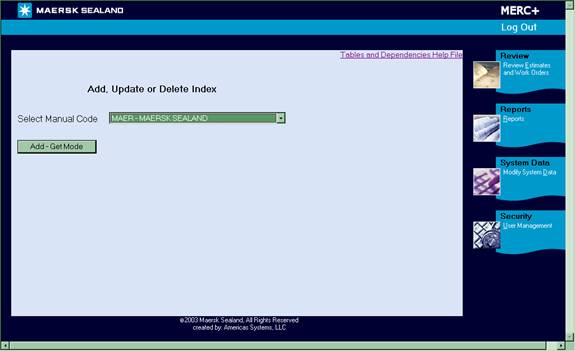 MAERSK SEALAND
MERC+
Log Out
Tables and Dependencies Help File
Add, Update or Delete Index
Select Manual Code
MAER - MAERSK SEALAND
Add - Get Mode
Review
Review Estimates
and Work Orders
Reports
Reports
System Data
Modify System Data
Security
User Management
©2003 Maersk Sealand, All Rights Reserved
created by: Americas Systems, LLC